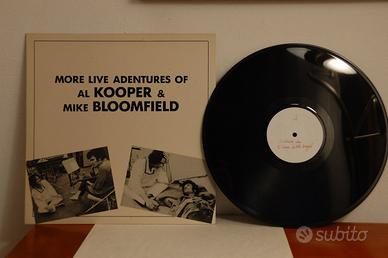 MORE LIVE ADENTURES OF
AL KOOPER &
MIKE BLOOMFIELD
subito